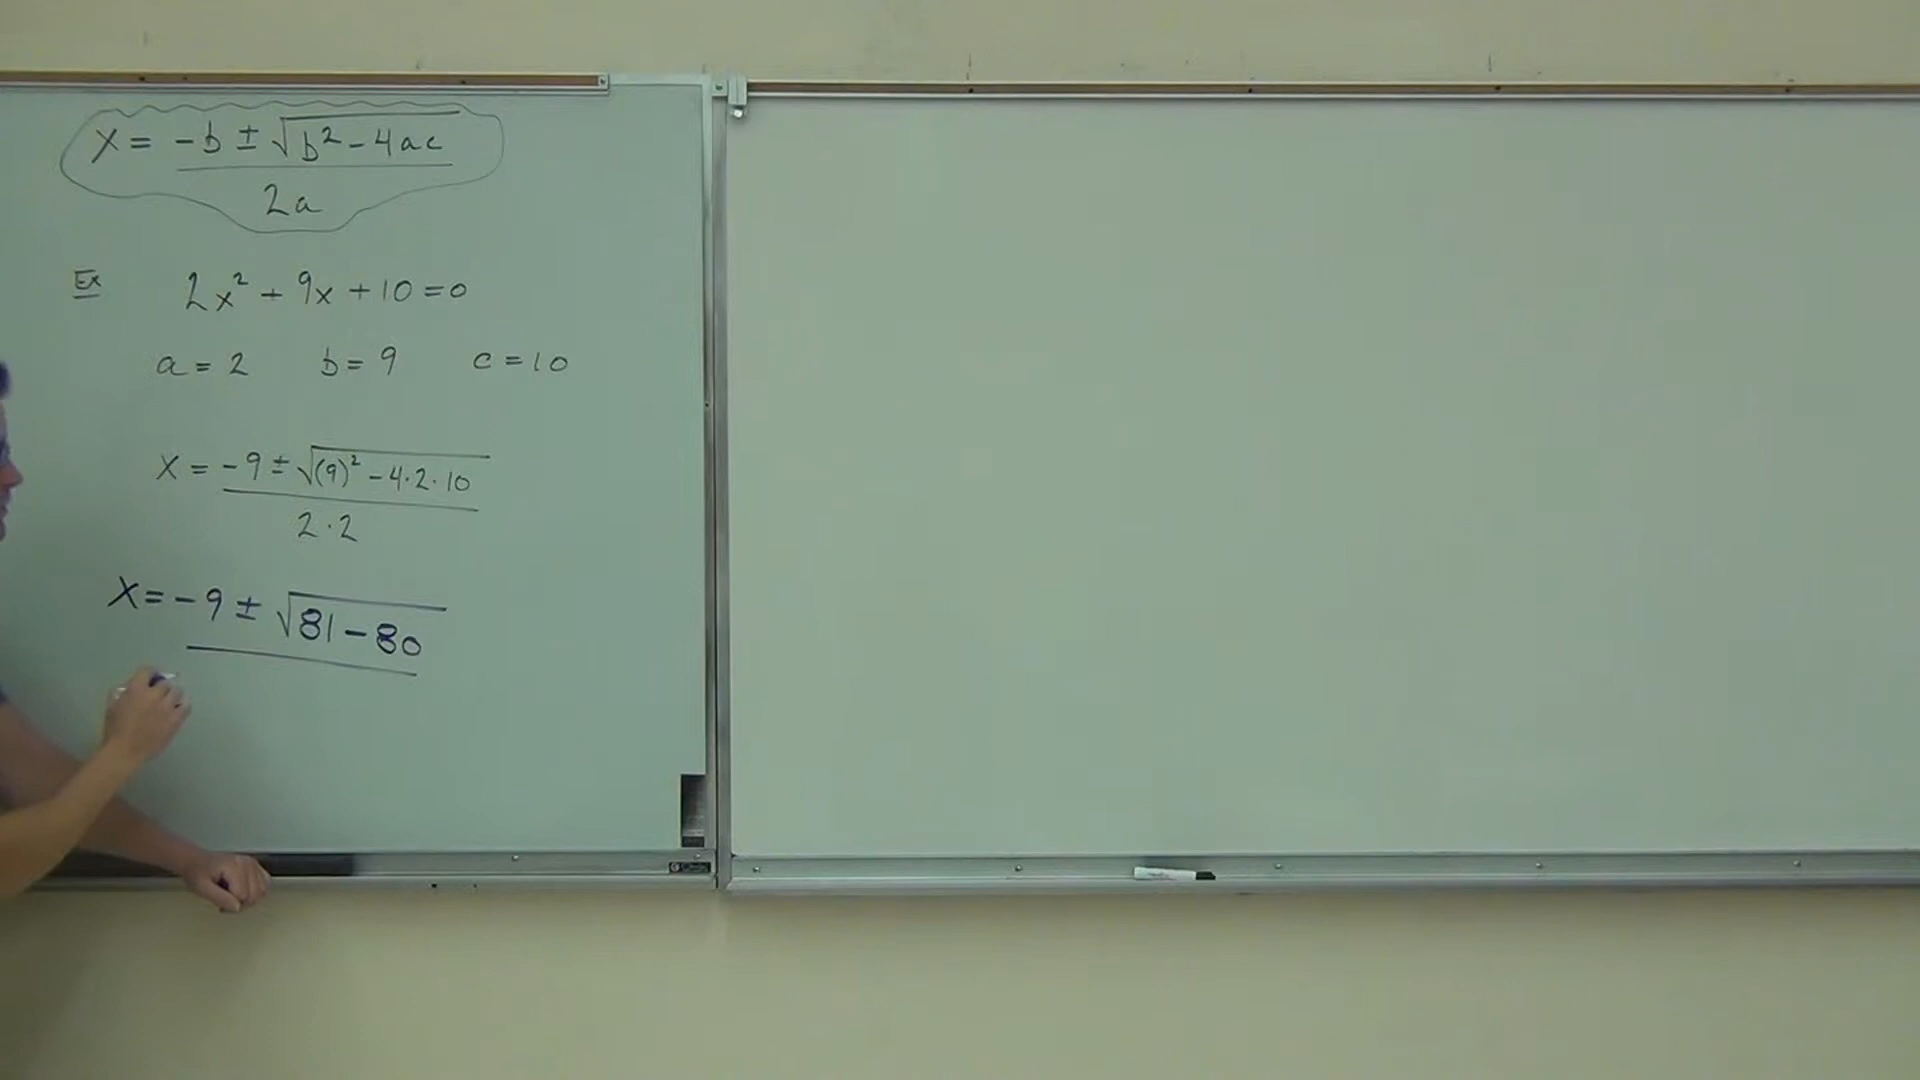 x = -b ± √b² - 4ac
2a
Ex 2x² + 9x + 10 = 0
a = 2 b = 9 c = 10
x = -9 ± √(9)² - 4·2·10
2·2
x = -9 ± √81 - 80